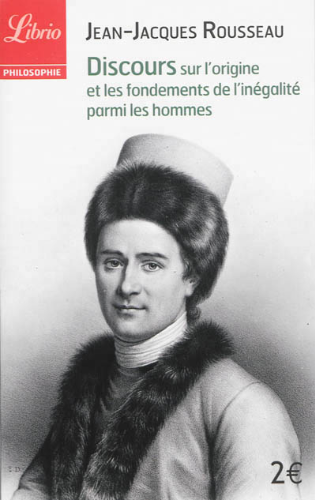 Librio
PHILOSOPHIE
JEAN-JACQUES ROUSSEAU
Discours sur l'origine
et les fondements de l'inégalité
parmi les hommes
2€